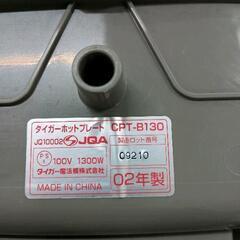 タイガーホットプレート CPT-B130
JQ10002 JQA 製造ロット番号
PS E 100V 1300W 09210
タイガー魔法瓶株式会社
MADE IN CHINA 02年製